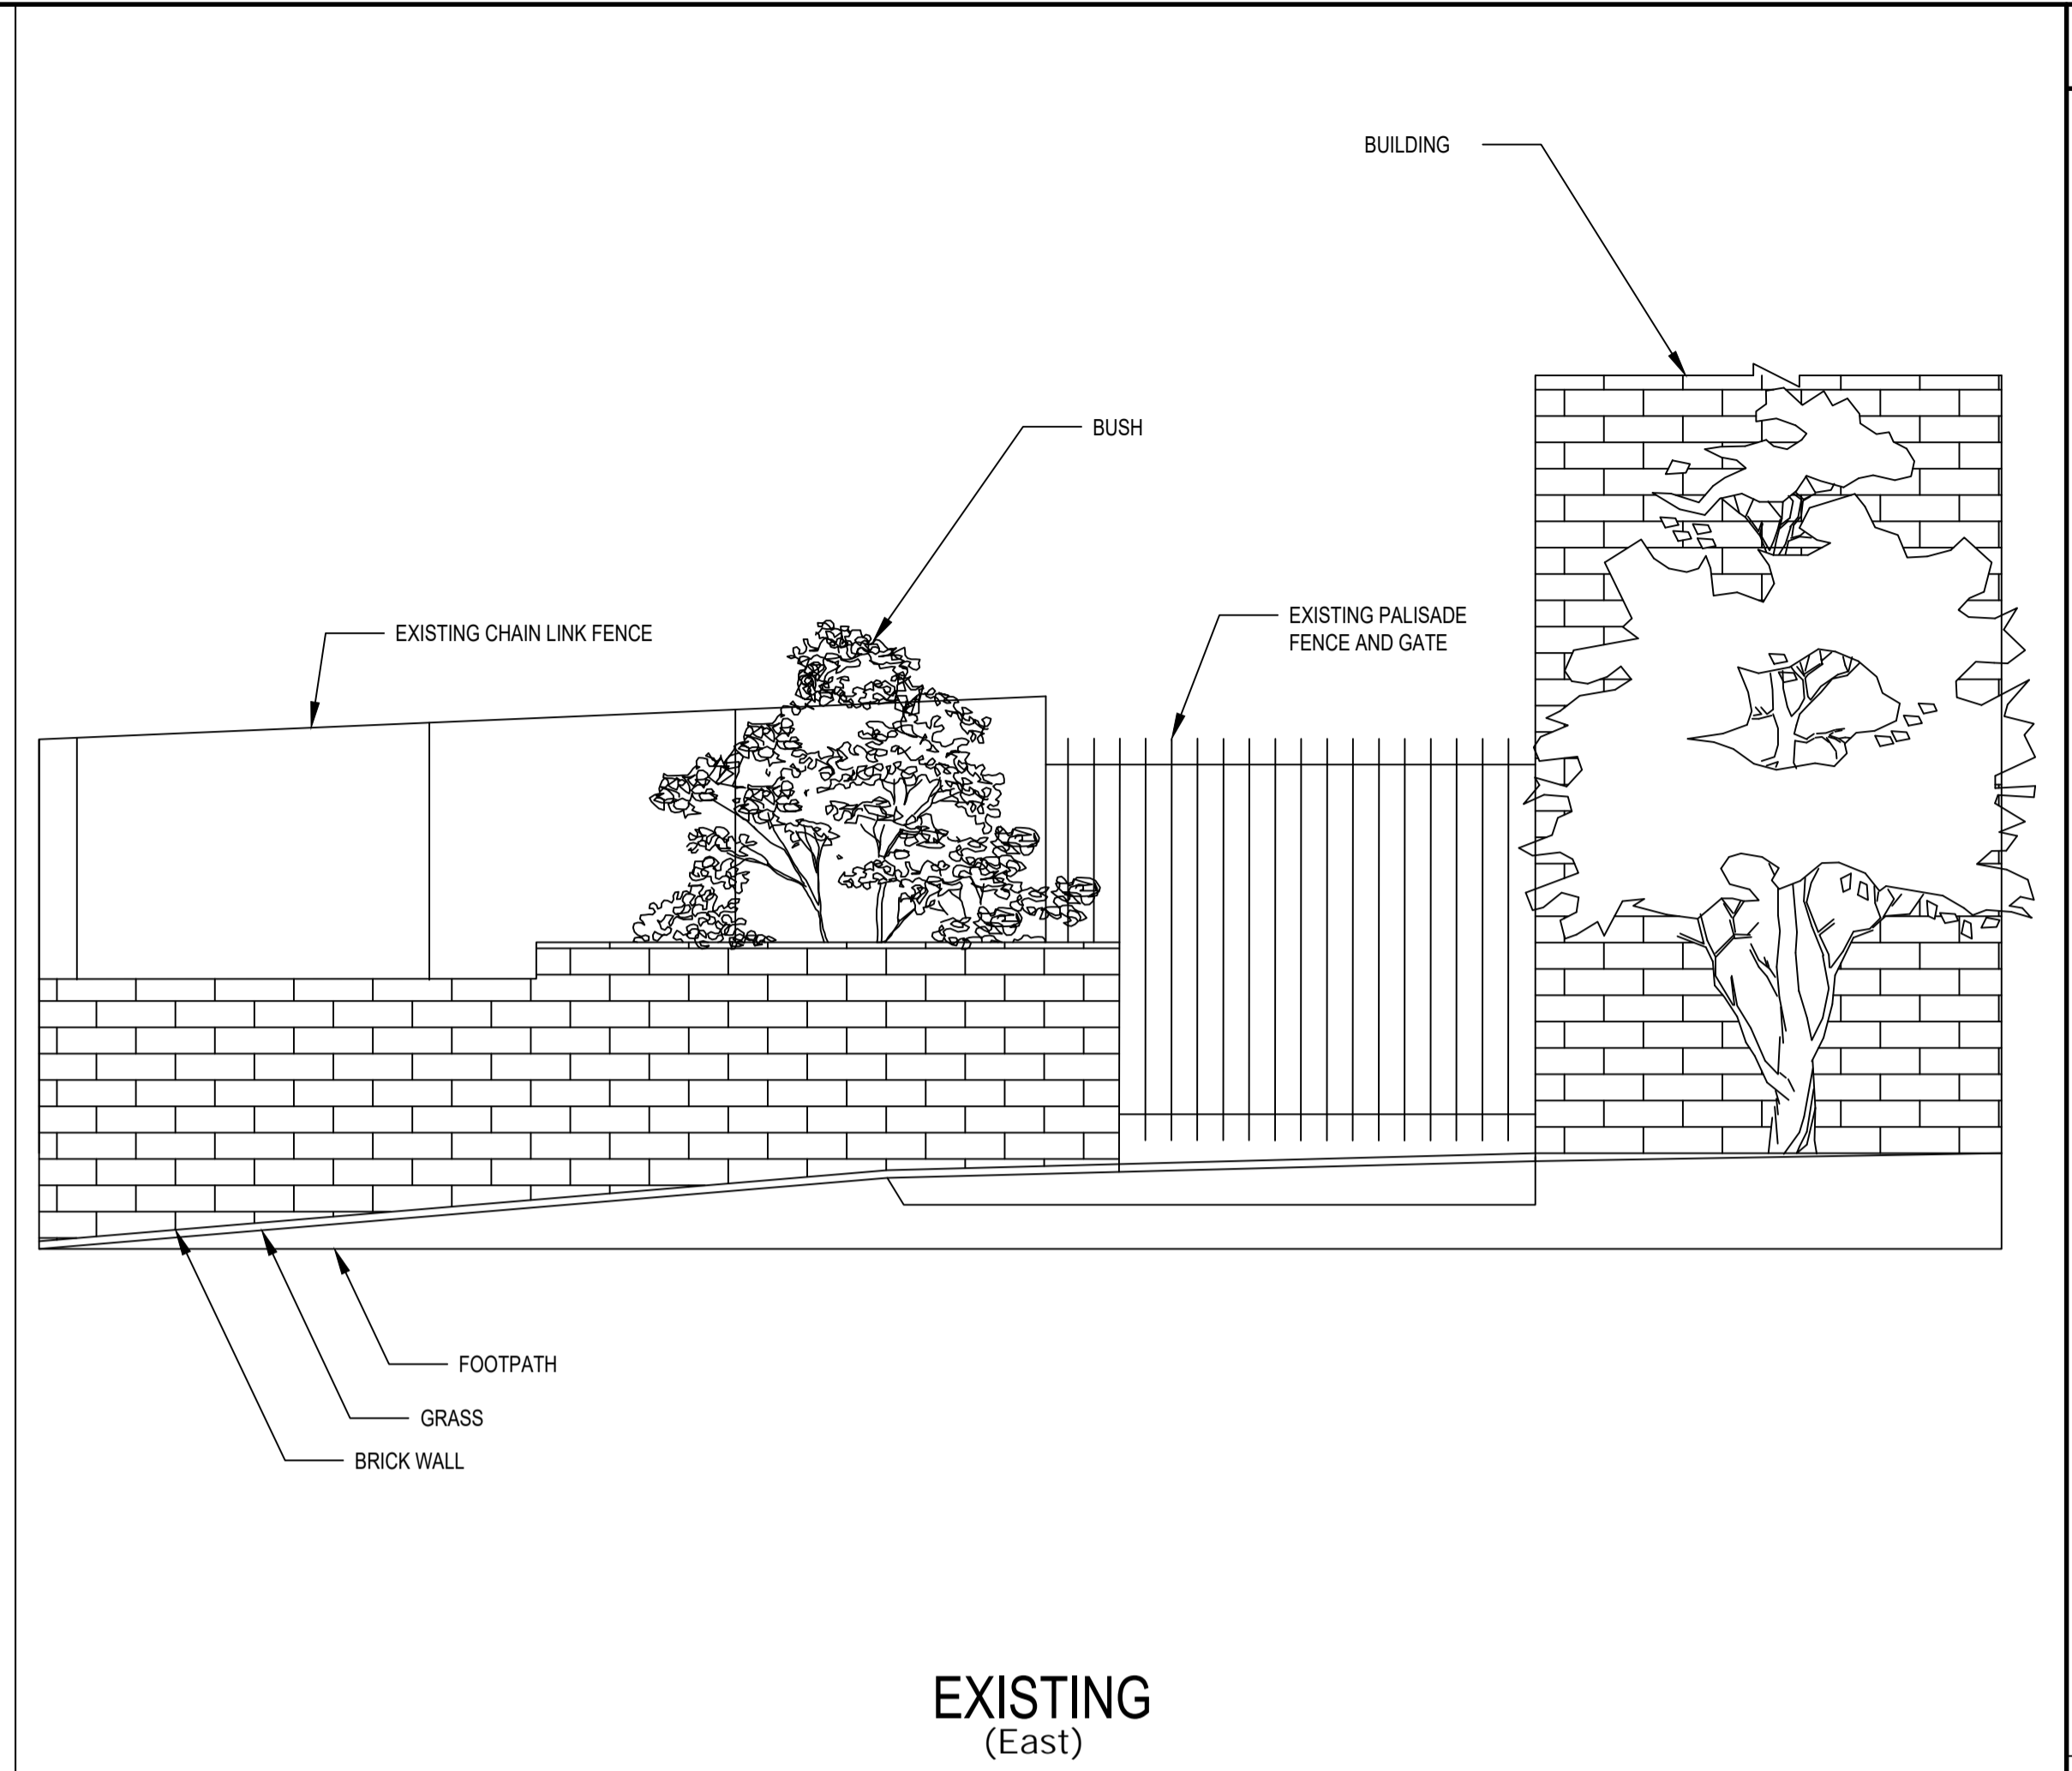 BUILDING
BUSH
EXISTING PALISADE
FENCE AND GATE
EXISTING CHAIN LINK FENCE
FOOTPATH
GRASS
BRICK WALL
EXISTING
(East)